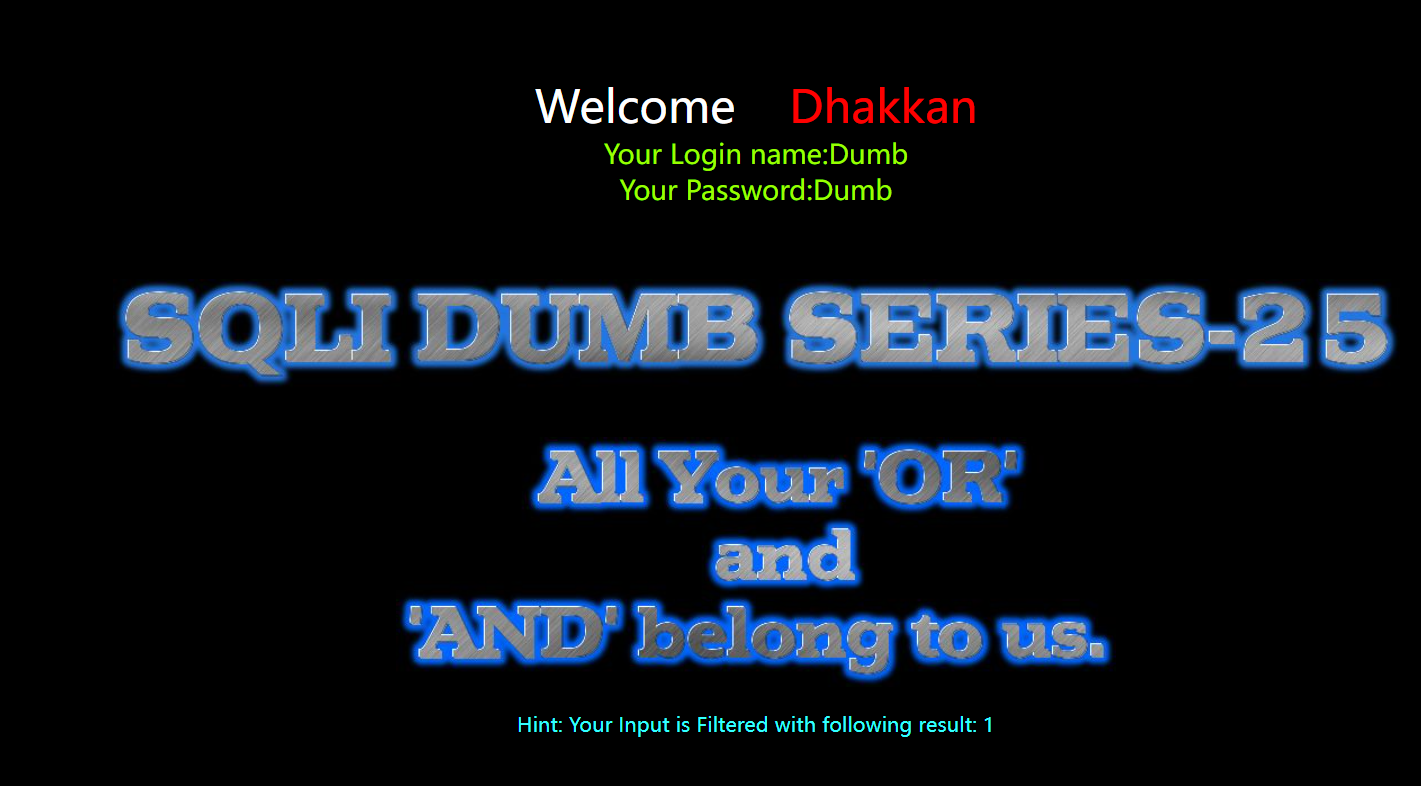 Welcome Dhakkan
Your Login name:Dumb
Your Password:Dumb
SQLI DUMB SERIES-25
All Your 'OR'
and
'AND' belong to us.
Hint: Your Input is Filtered with following result: 1